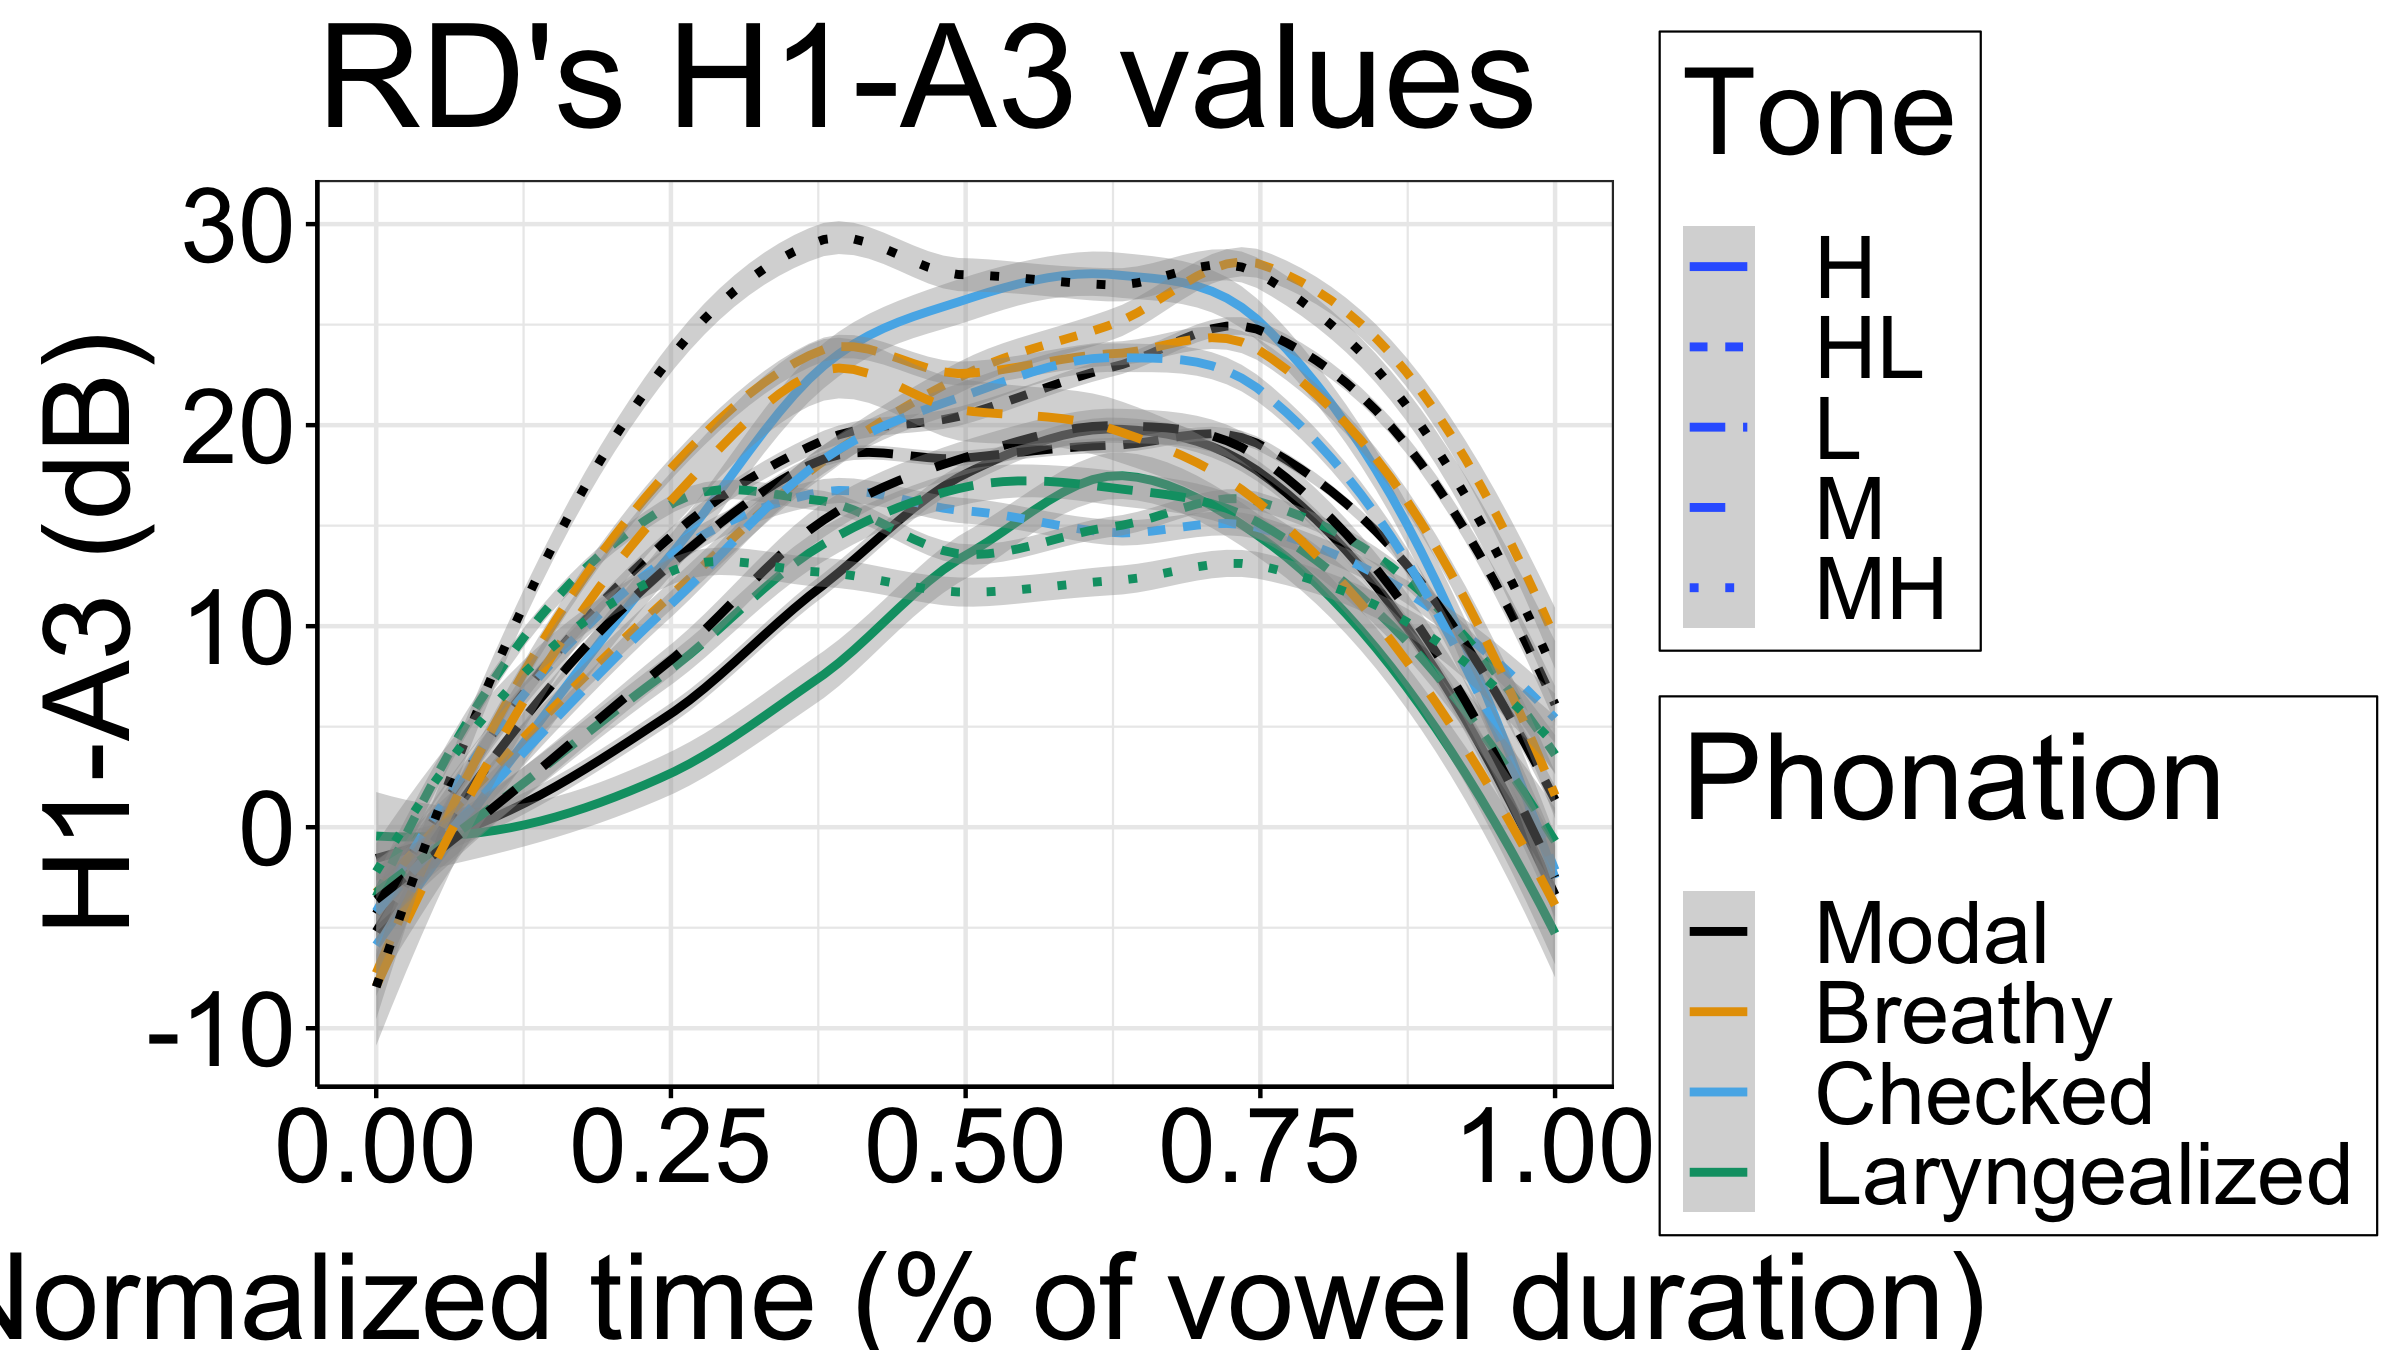 RD's H1-A3 values
H1-A3 (dB)
30
20
10
0
-10
0.00 0.25 0.50 0.75 1.00
Normalized time (% of vowel duration)
Tone
H
HL
L
M
MH
Phonation
Modal
Breathy
Checked
Laryngealized